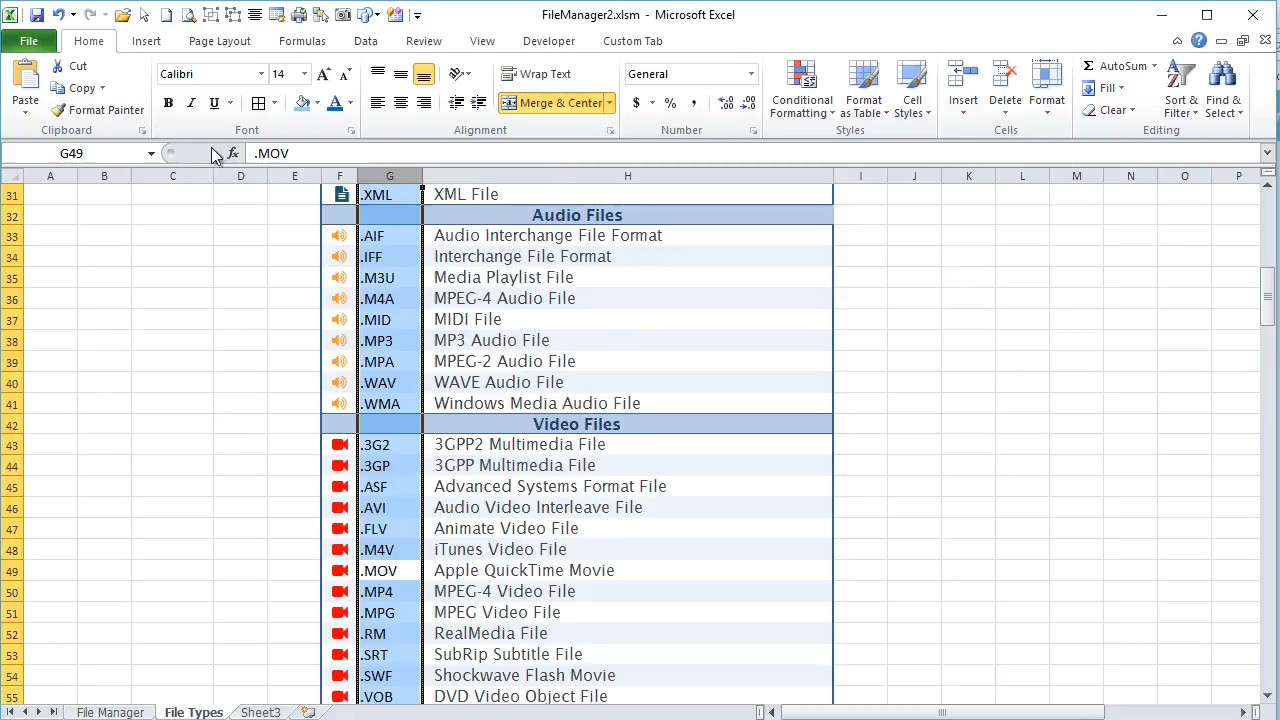 FileManager2.xlsm - Microsoft Excel
File Home Insert Page Layout Formulas Data Review View Developer Custom Tab
Paste Cut Copy Format Painter Clipboard
Calibri 14 B I U A A A Font
Wrap Text Merge & Center Alignment
General $ % , Number
Conditional Formatting Format as Table Cell Styles Styles
Insert Delete Format Cells
Σ AutoSum Fill Clear Sort & Filter Find & Select Editing
G49 fx .MOV
A B C D E F G H I J K L M N O P
31 .XML XML File
32 Audio Files
33 .AIF Audio Interchange File Format
34 .IFF Interchange File Format
35 .M3U Media Playlist File
36 .M4A MPEG-4 Audio File
37 .MID MIDI File
38 .MP3 MP3 Audio File
39 .MPA MPEG-2 Audio File
40 .WAV WAVE Audio File
41 .WMA Windows Media Audio File
42 Video Files
43 .3G2 3GPP2 Multimedia File
44 .3GP 3GPP Multimedia File
45 .ASF Advanced Systems Format File
46 .AVI Audio Video Interleave File
47 .FLV Animate Video File
48 .M4V iTunes Video File
49 .MOV Apple QuickTime Movie
50 .MP4 MPEG-4 Video File
51 .MPG MPEG Video File
52 .RM RealMedia File
53 .SRT SubRip Subtitle File
54 .SWF Shockwave Flash Movie
55 .VOB DVD Video Object File
File Manager File Types Sheet3